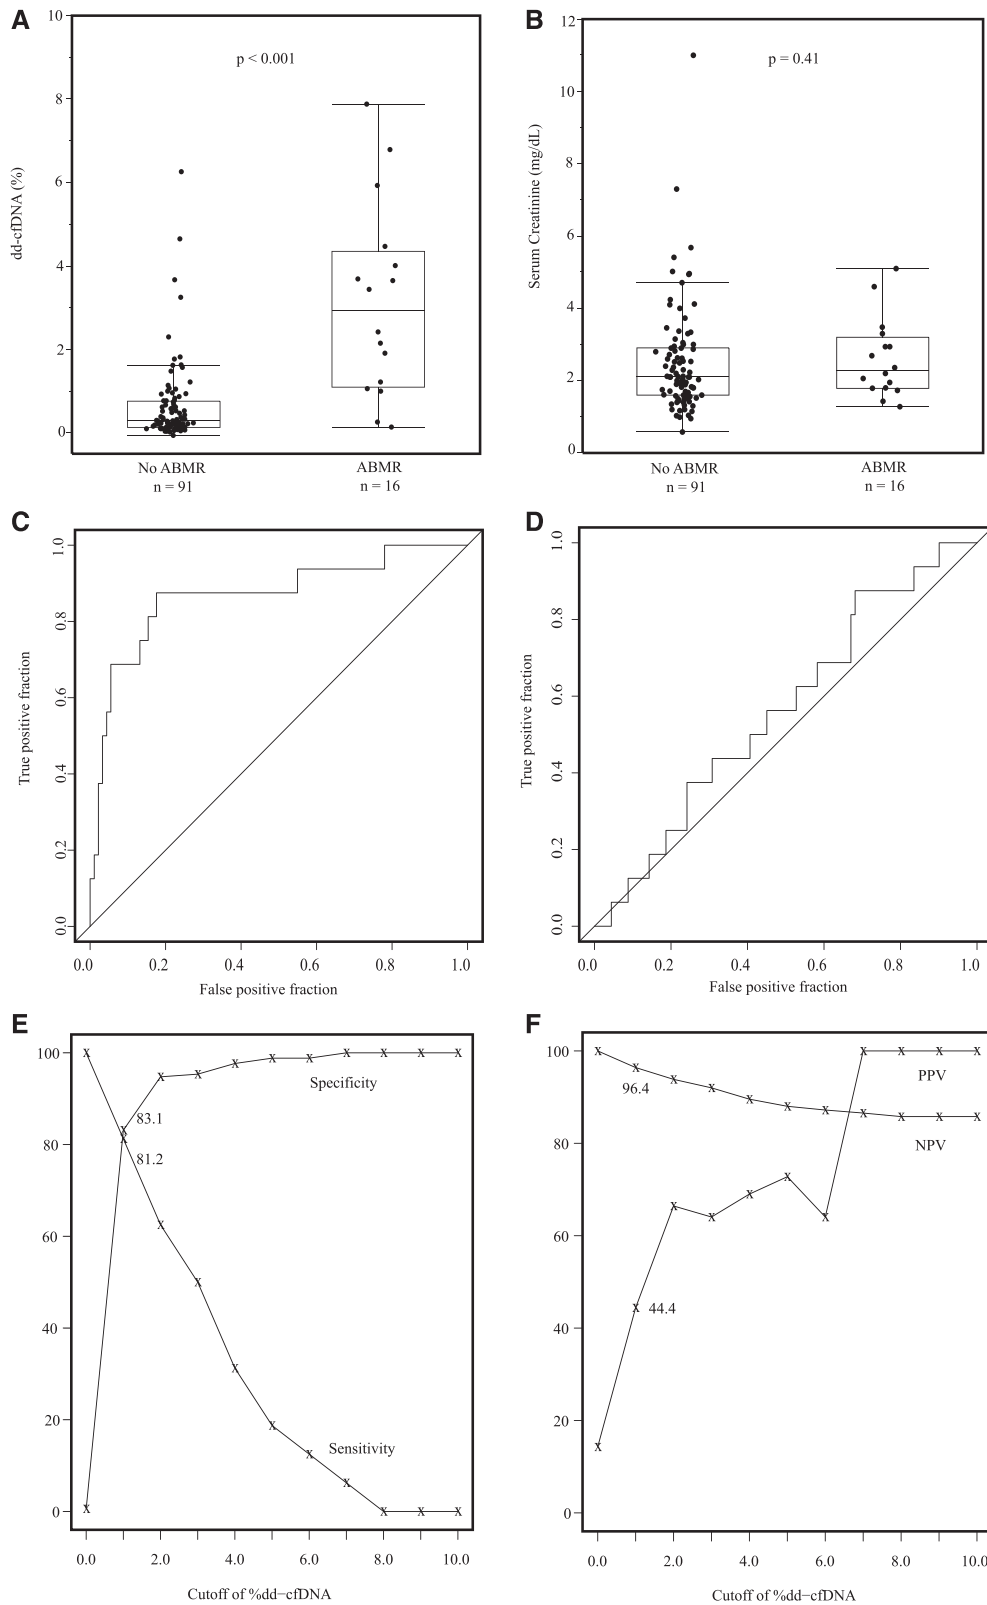 A
B
10
8
6
4
2
0
dd-cfDNA (%)
p < 0.001
No ABMR
n = 91
ABMR
n = 16
12
10
8
6
4
2
0
Serum Creatinine (mg/dL)
p = 0.41
No ABMR
n = 91
ABMR
n = 16
C
D
1.0
0.8
0.6
0.4
0.2
0.0
True positive fraction
0.0 0.2 0.4 0.6 0.8 1.0
False positive fraction
1.0
0.8
0.6
0.4
0.2
0.0
True positive fraction
0.0 0.2 0.4 0.6 0.8 1.0
False positive fraction
E
F
100
80
60
40
20
0
Specificity
83.1
81.2
Sensitivity
0.0 2.0 4.0 6.0 8.0 10.0
Cutoff of %dd−cfDNA
100
80
60
40
20
0
96.4
PPV
NPV
44.4
0.0 2.0 4.0 6.0 8.0 10.0
Cutoff of %dd−cfDNA